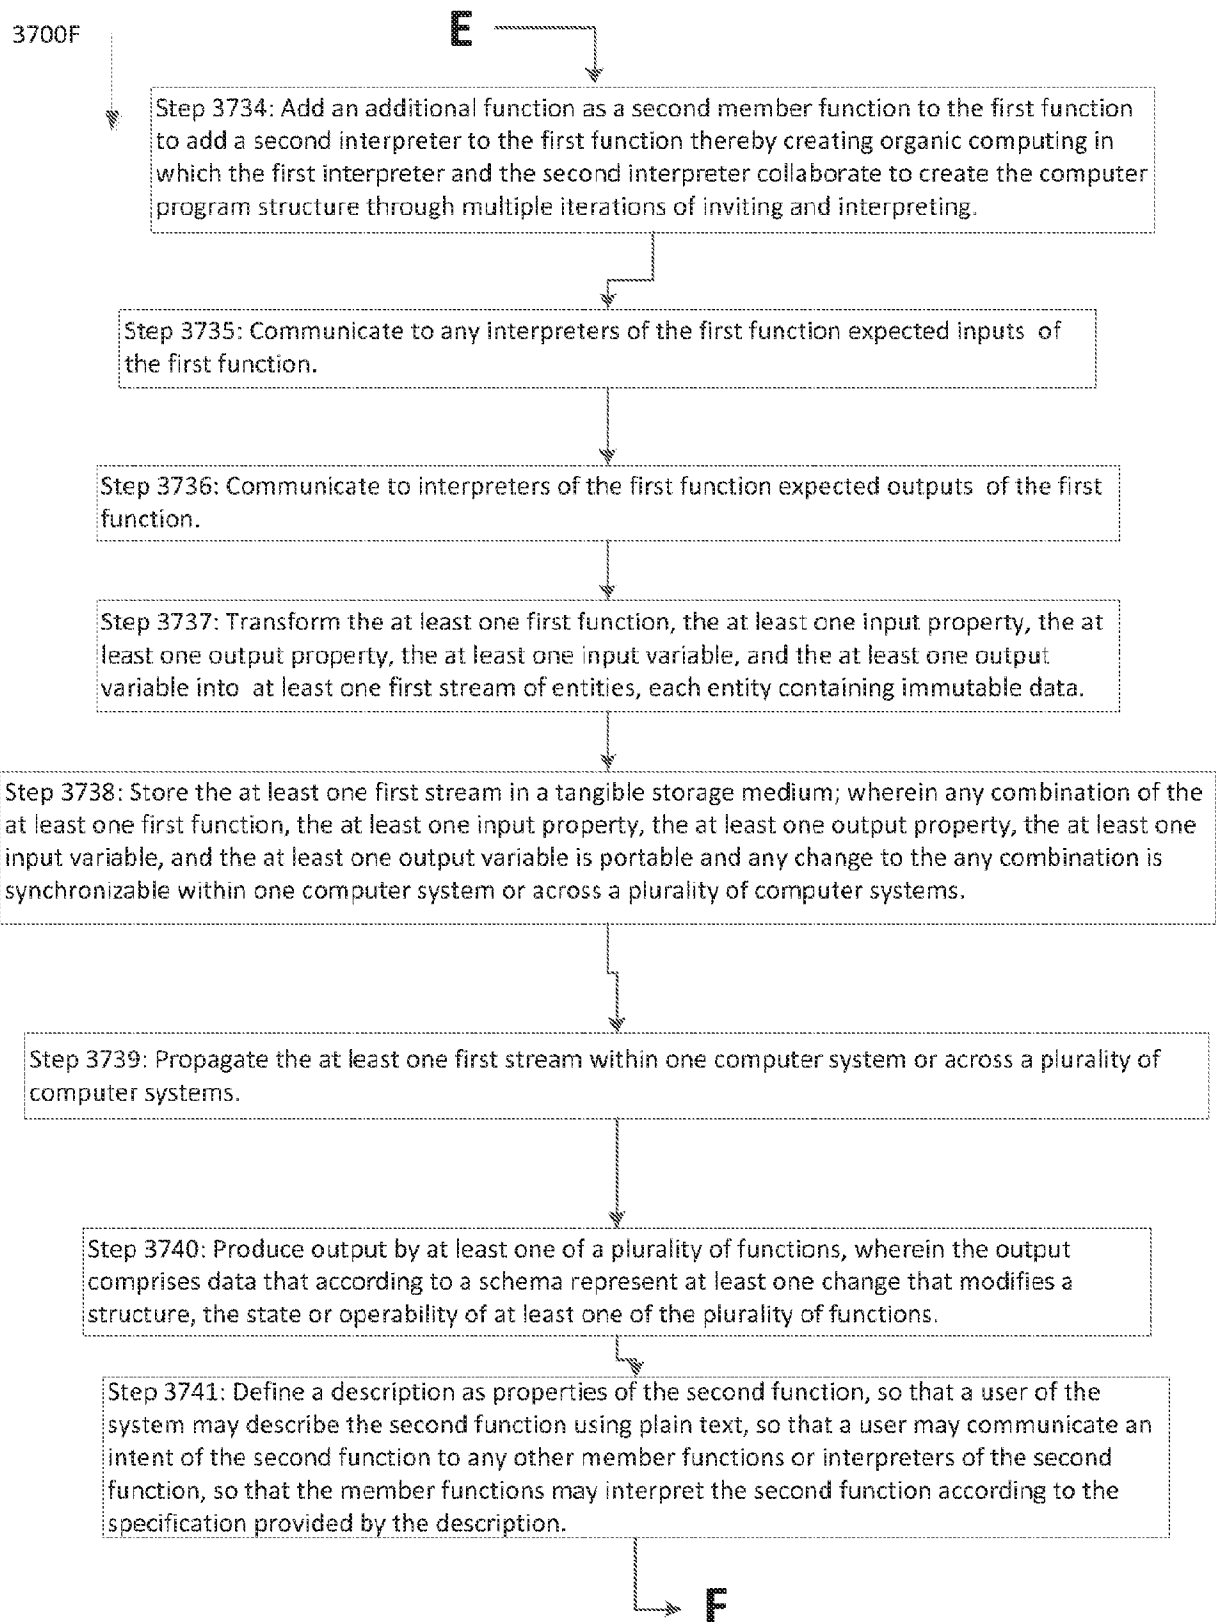 3700F
E
Step 3734: Add an additional function as a second member function to the first function
to add a second interpreter to the first function thereby creating organic computing in
which the first interpreter and the second interpreter collaborate to create the computer
program structure through multiple iterations of inviting and interpreting.
Step 3735: Communicate to any interpreters of the first function expected inputs of
the first function.
Step 3736: Communicate to interpreters of the first function expected outputs of the first
function.
Step 3737: Transform the at least one first function, the at least one input property, the at
least one output property, the at least one input variable, and the at least one output
variable into at least one first stream of entities, each entity containing immutable data.
Step 3738: Store the at least one first stream in a tangible storage medium; wherein any combination of the
at least one first function, the at least one input property, the at least one output property, the at least one
input variable, and the at least one output variable is portable and any change to the any combination is
synchronizable within one computer system or across a plurality of computer systems.
Step 3739: Propagate the at least one first stream within one computer system or across a plurality of
computer systems.
Step 3740: Produce output by at least one of a plurality of functions, wherein the output
comprises data that according to a schema represent at least one change that modifies a
structure, the state or operability of at least one of the plurality of functions.
Step 3741: Define a description as properties of the second function, so that a user of the
system may describe the second function using plain text, so that a user may communicate an
intent of the second function to any other member functions or interpreters of the second
function, so that the member functions may interpret the second function according to the
specification provided by the description.
F